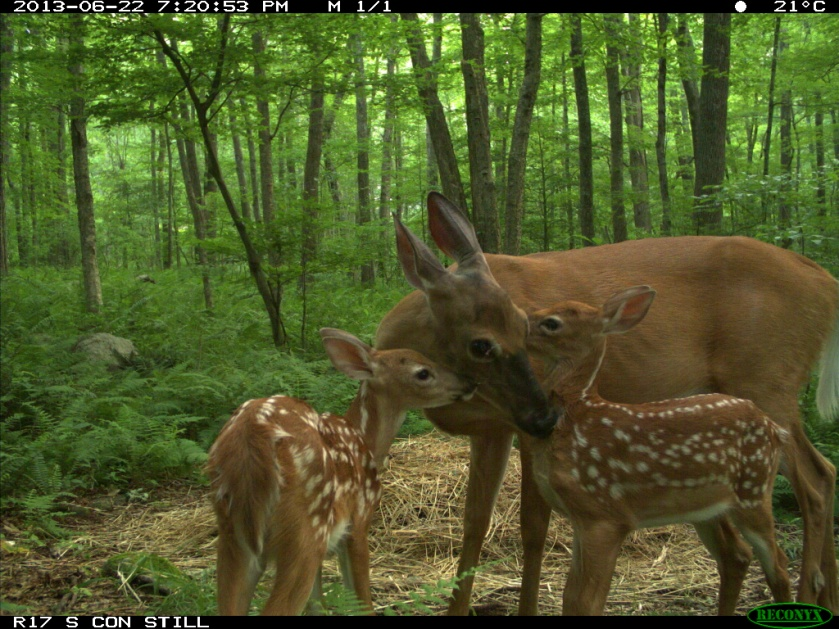 2013-06-22 7:20:53 PM M 1/1 21°C
R17 S CON STILL
RECONYX